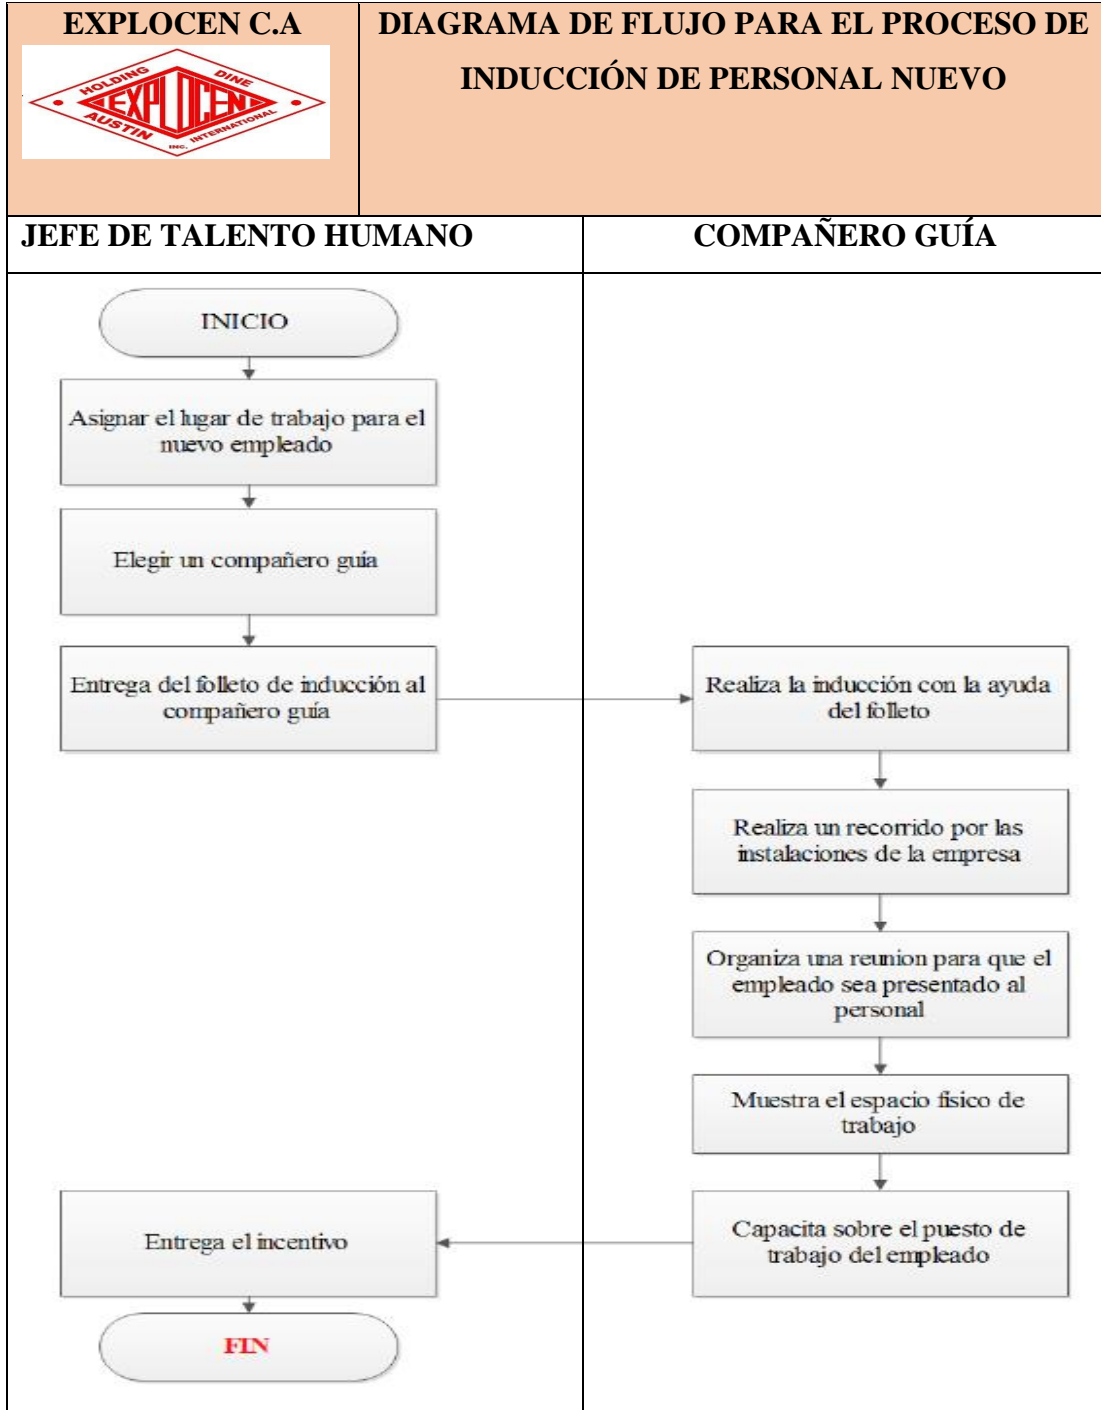 EXPLOCEN C.A
HOLDING DINE
EXPLOCEN
AUSTIN INTERNATIONAL
INC.
DIAGRAMA DE FLUJO PARA EL PROCESO DE
INDUCCIÓN DE PERSONAL NUEVO
JEFE DE TALENTO HUMANO
COMPAÑERO GUÍA
INICIO
Asignar el lugar de trabajo para el
nuevo empleado
Elegir un compañero guía
Entrega del folleto de inducción al
compañero guía
Realiza la inducción con la ayuda
del folleto
Realiza un recorrido por las
instalaciones de la empresa
Organiza una reunion para que el
empleado sea presentado al
personal
Muestra el espacio físico de
trabajo
Capacita sobre el puesto de
trabajo del empleado
Entrega el incentivo
FIN